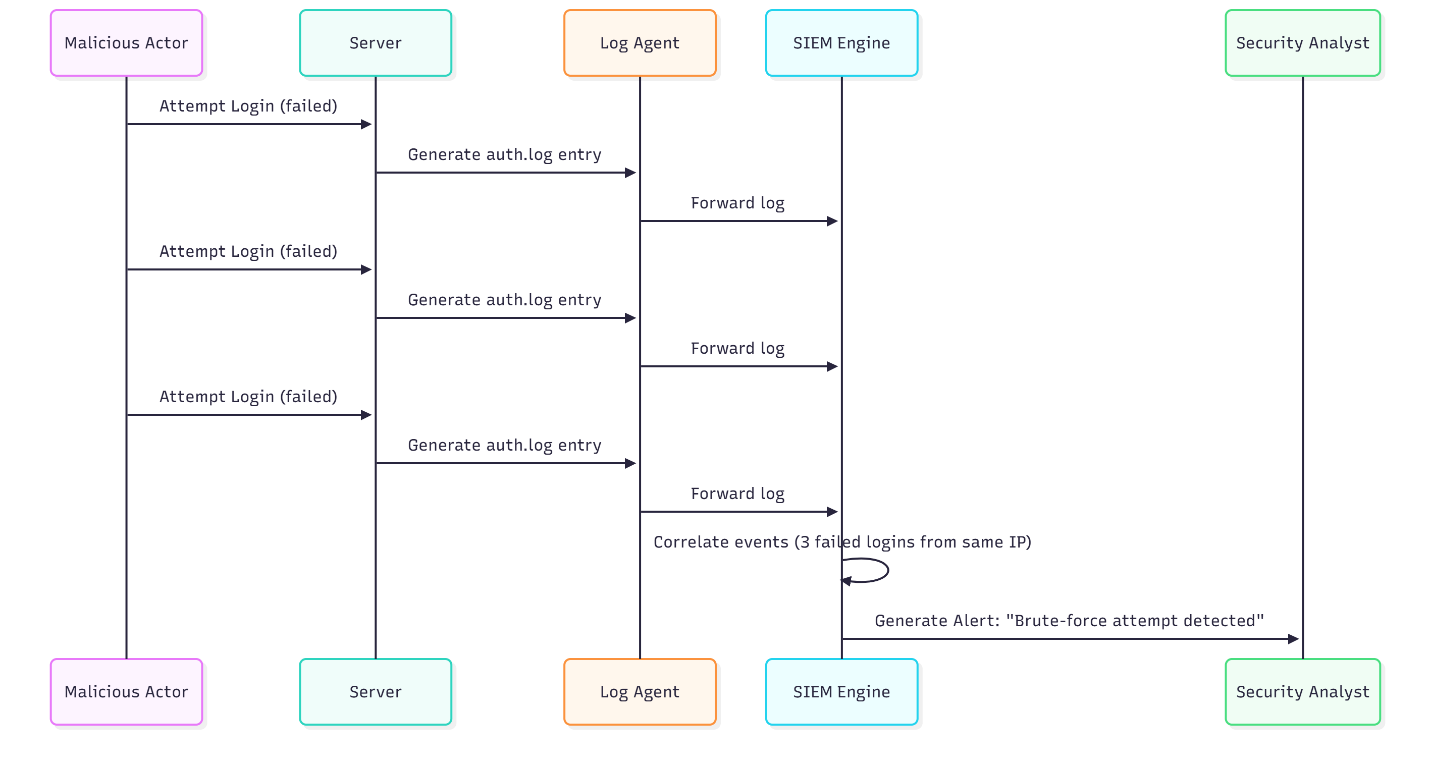 Malicious Actor
Server
Log Agent
SIEM Engine
Security Analyst
Attempt Login (failed)
Generate auth.log entry
Forward log
Attempt Login (failed)
Generate auth.log entry
Forward log
Attempt Login (failed)
Generate auth.log entry
Forward log
Correlate events (3 failed logins from same IP)
Generate Alert: "Brute-force attempt detected"
Malicious Actor
Server
Log Agent
SIEM Engine
Security Analyst